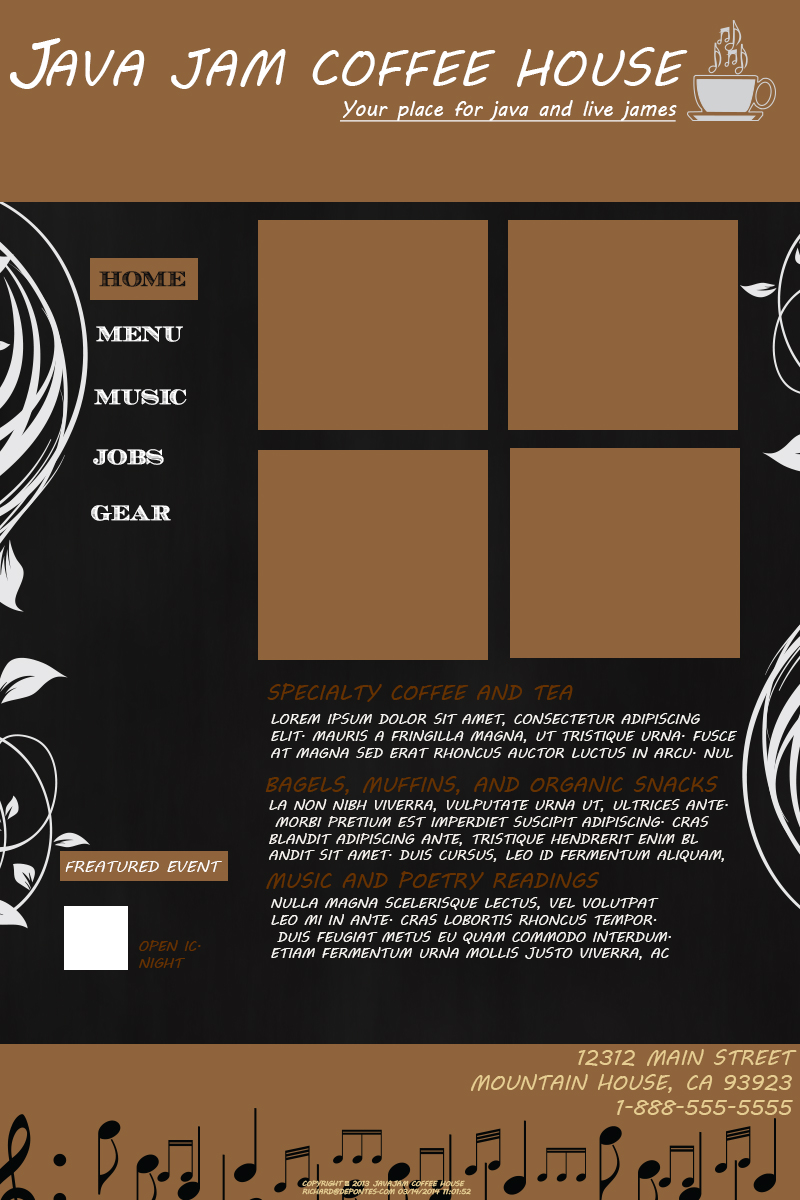 JAVA JAM COFFEE HOUSE
Your place for java and live james
HOME
MENU
MUSIC
JOBS
GEAR
SPECIALTY COFFEE AND TEA
LOREM IPSUM DOLOR SIT AMET, CONSECTETUR ADIPISCING
ELIT. MAURIS A FRINGILLA MAGNA, UT TRISTIQUE URNA. FUSCE
AT MAGNA SED ERAT RHONCUS AUCTOR LUCTUS IN ARCU. NUL
BAGELS, MUFFINS, AND ORGANIC SNACKS
LA NON NIBH VIVERRA, VULPUTATE URNA UT, ULTRICES ANTE.
MORBI PRETIUM EST IMPERDIET SUSCIPIT ADIPISCING. CRAS
BLANDIT ADIPISCING ANTE, TRISTIQUE HENDRERIT ENIM BL
ANDIT SIT AMET. DUIS CURSUS, LEO ID FERMENTUM ALIQUAM,
MUSIC AND POETRY READINGS
NULLA MAGNA SCELERISQUE LECTUS, VEL VOLUTPAT
LEO MI IN ANTE. CRAS LOBORTIS RHONCUS TEMPOR.
DUIS FEUGIAT METUS EU QUAM COMMODO INTERDUM.
ETIAM FERMENTUM URNA MOLLIS JUSTO VIVERRA, AC
FREATURED EVENT
OPEN IC.
NIGHT
12312 MAIN STREET
MOUNTAIN HOUSE, CA 93923
1-888-555-5555
COPYRIGHT © 2013 JAVAJAM COFFEE HOUSE
RICHARD@DEPONTES.COM 03/14/2014 11:01:52